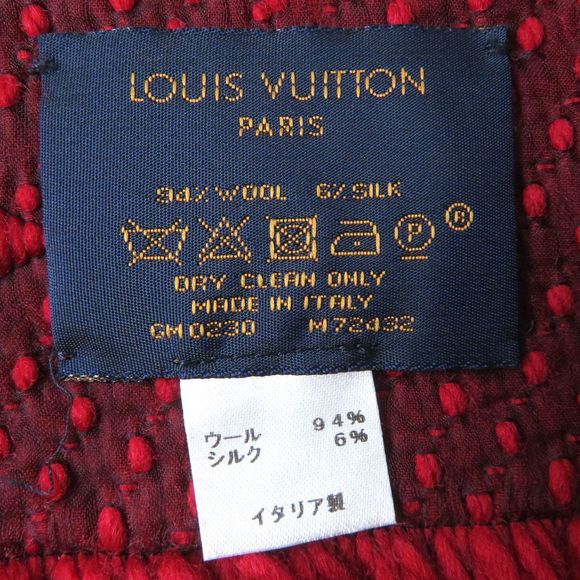 LOUIS VUITTON
PARIS
94% WOOL 6% SILK
P ®
DRY CLEAN ONLY
MADE IN ITALY
GM0230 M72432
ウール 94%
シルク 6%
イタリア製